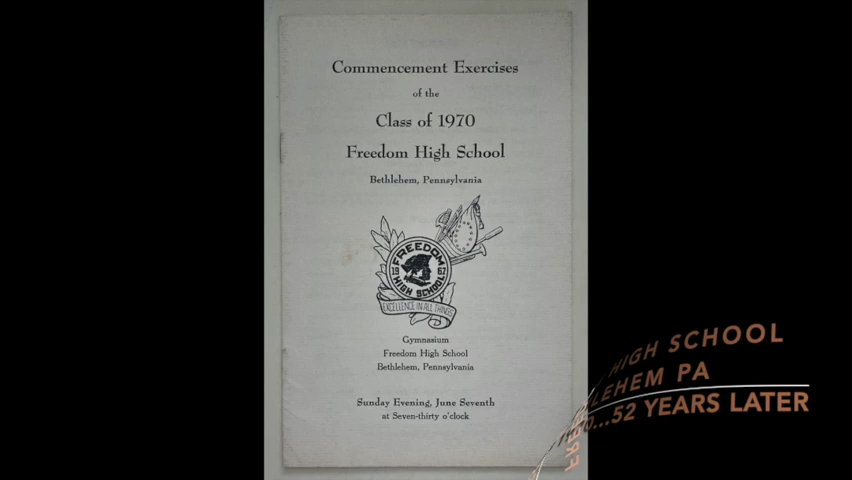 Commencement Exercises
of the
Class of 1970
Freedom High School
Bethlehem, Pennsylvania
FREEDOM
1967
HIGH SCHOOL
EXCELLENCE IN ALL THINGS
Gymnasium
Freedom High School
Bethlehem, Pennsylvania
Sunday Evening, June Seventh
at Seven-thirty o'clock
HIGH SCHOOL
PA
...52 YEARS LATER